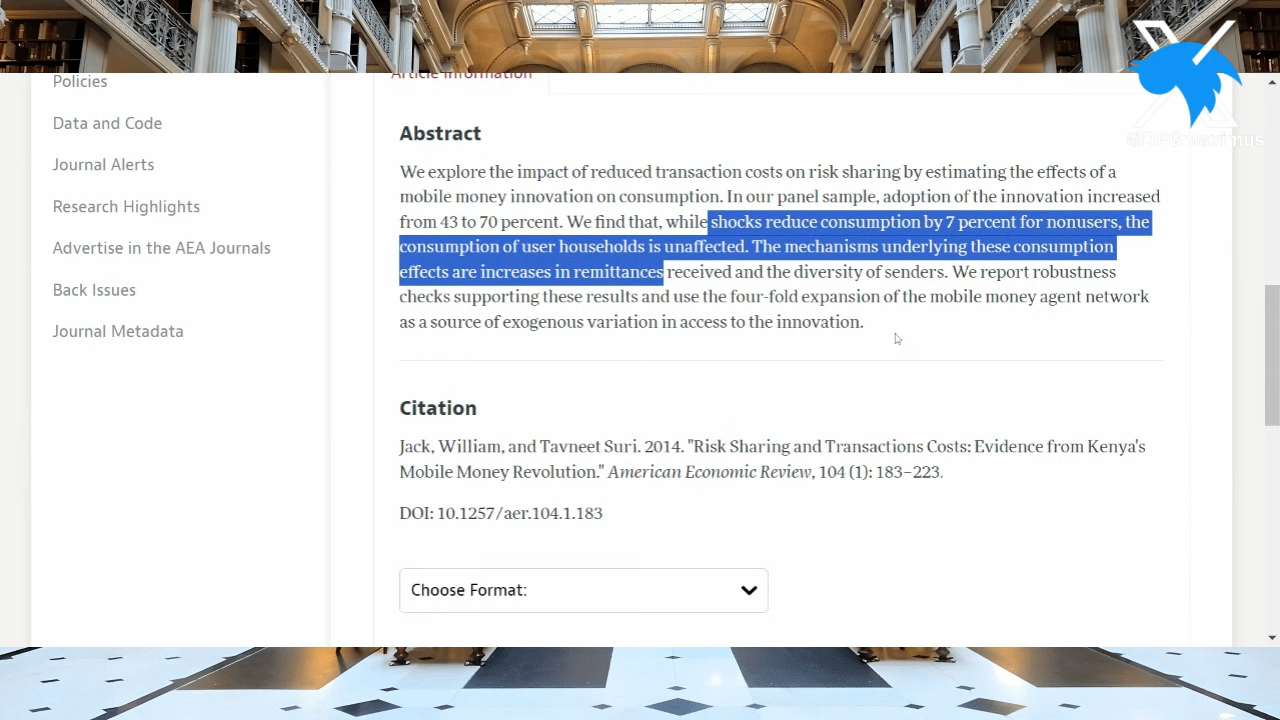 Article Information
Policies
Data and Code
Journal Alerts
Research Highlights
Advertise in the AEA Journals
Back Issues
Journal Metadata
Abstract
We explore the impact of reduced transaction costs on risk sharing by estimating the effects of a
mobile money innovation on consumption. In our panel sample, adoption of the innovation increased
from 43 to 70 percent. We find that, while shocks reduce consumption by 7 percent for nonusers, the
consumption of user households is unaffected. The mechanisms underlying these consumption
effects are increases in remittances received and the diversity of senders. We report robustness
checks supporting these results and use the four-fold expansion of the mobile money agent network
as a source of exogenous variation in access to the innovation.
Citation
Jack, William, and Tavneet Suri. 2014. "Risk Sharing and Transactions Costs: Evidence from Kenya's
Mobile Money Revolution." American Economic Review, 104 (1): 183–223.
DOI: 10.1257/aer.104.1.183
Choose Format: